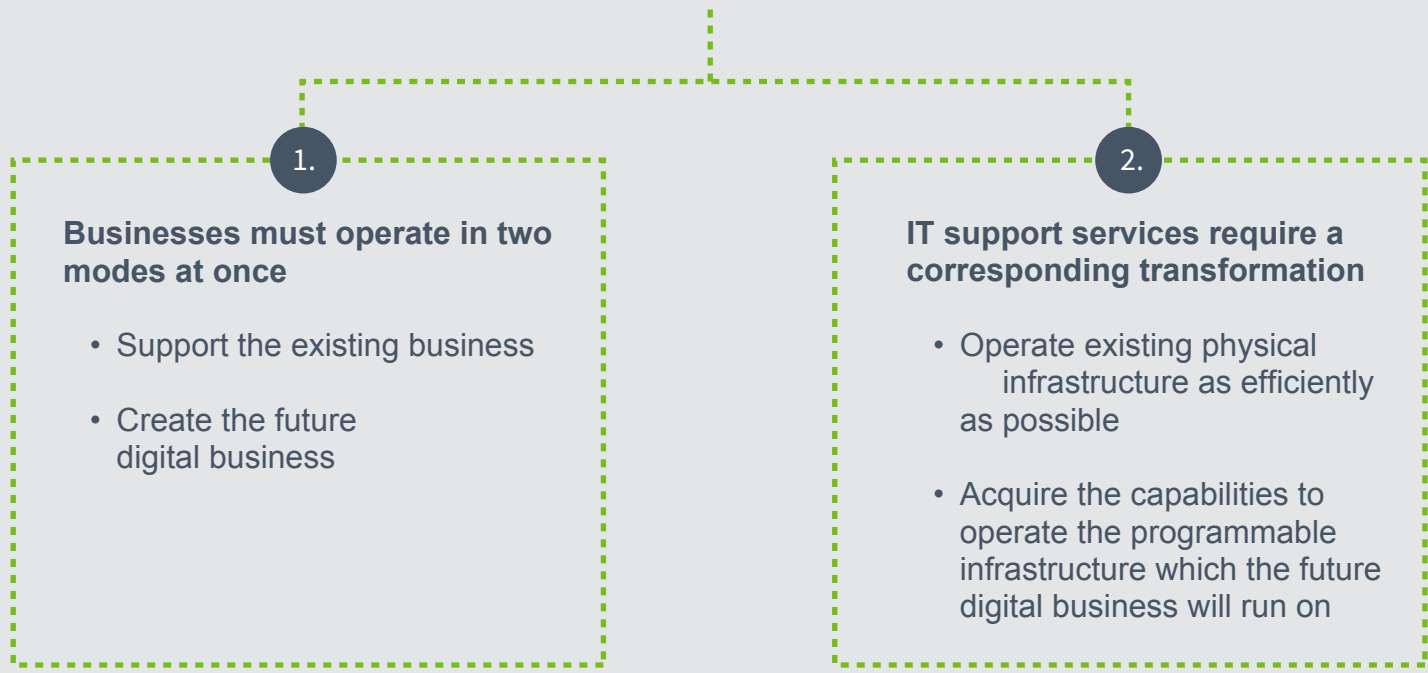 1.
Businesses must operate in two
modes at once
• Support the existing business
• Create the future
digital business
2.
IT support services require a
corresponding transformation
• Operate existing physical
infrastructure as efficiently
as possible
• Acquire the capabilities to
operate the programmable
infrastructure which the future
digital business will run on